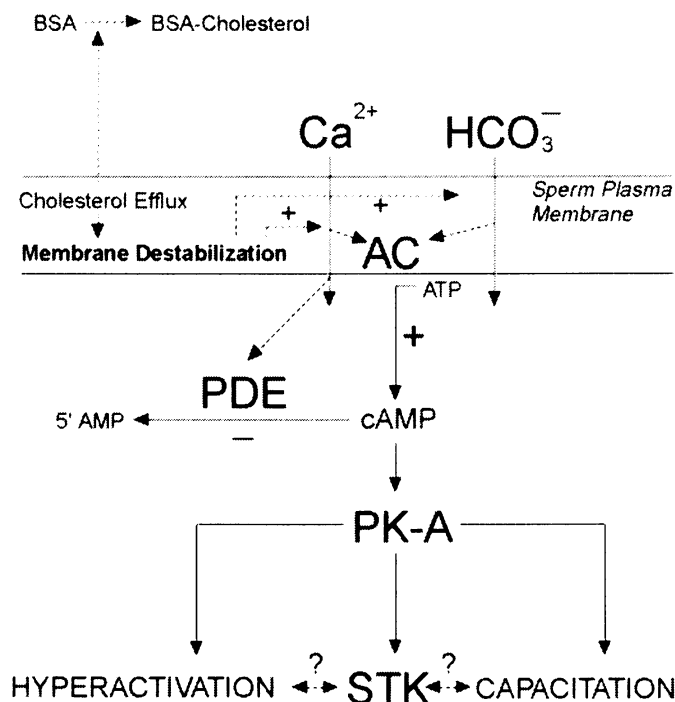 BSA BSA-Cholesterol
Ca2+ HCO3−
Cholesterol Efflux
+ +
Sperm Plasma
Membrane
Membrane Destabilization
AC
ATP
+
PDE
5' AMP
−
cAMP
PK-A
? ?
HYPERACTIVATION STK CAPACITATION